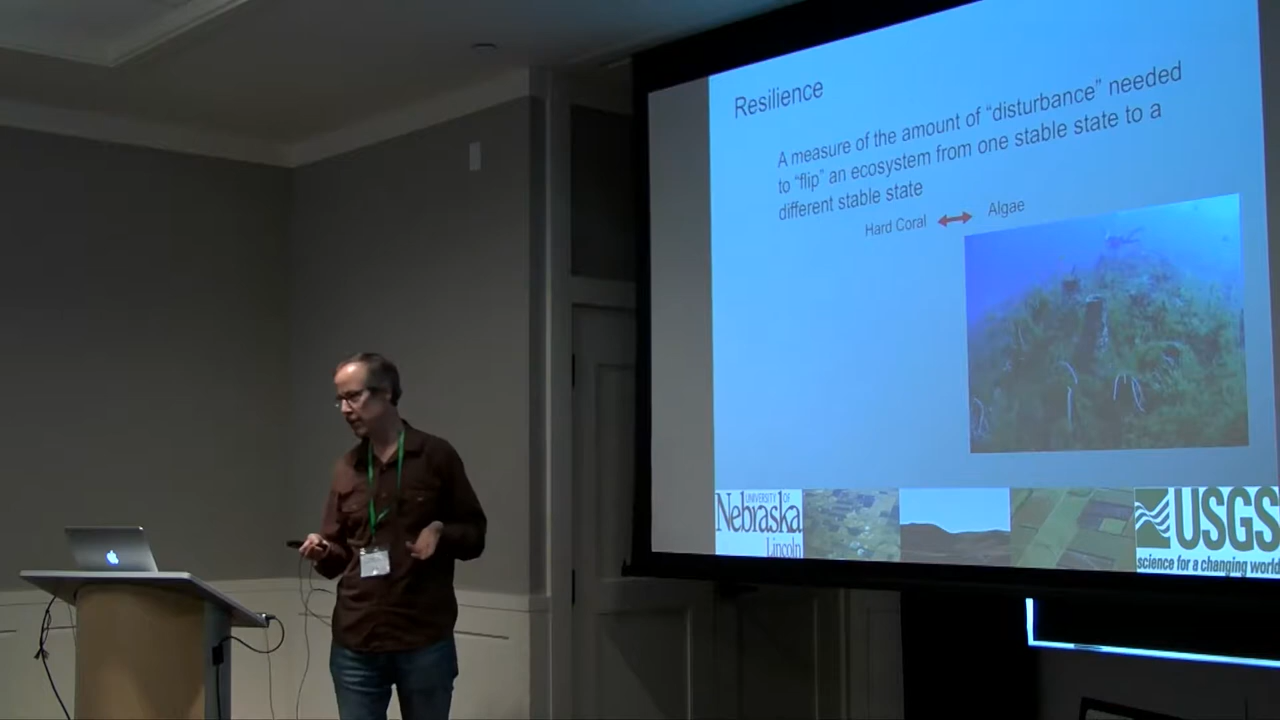 Resilience
A measure of the amount of “disturbance” needed
to “flip” an ecosystem from one stable state to a
different stable state
Hard Coral
Algae
UNIVERSITY OF
Nebraska
Lincoln
USGS
science for a changing world